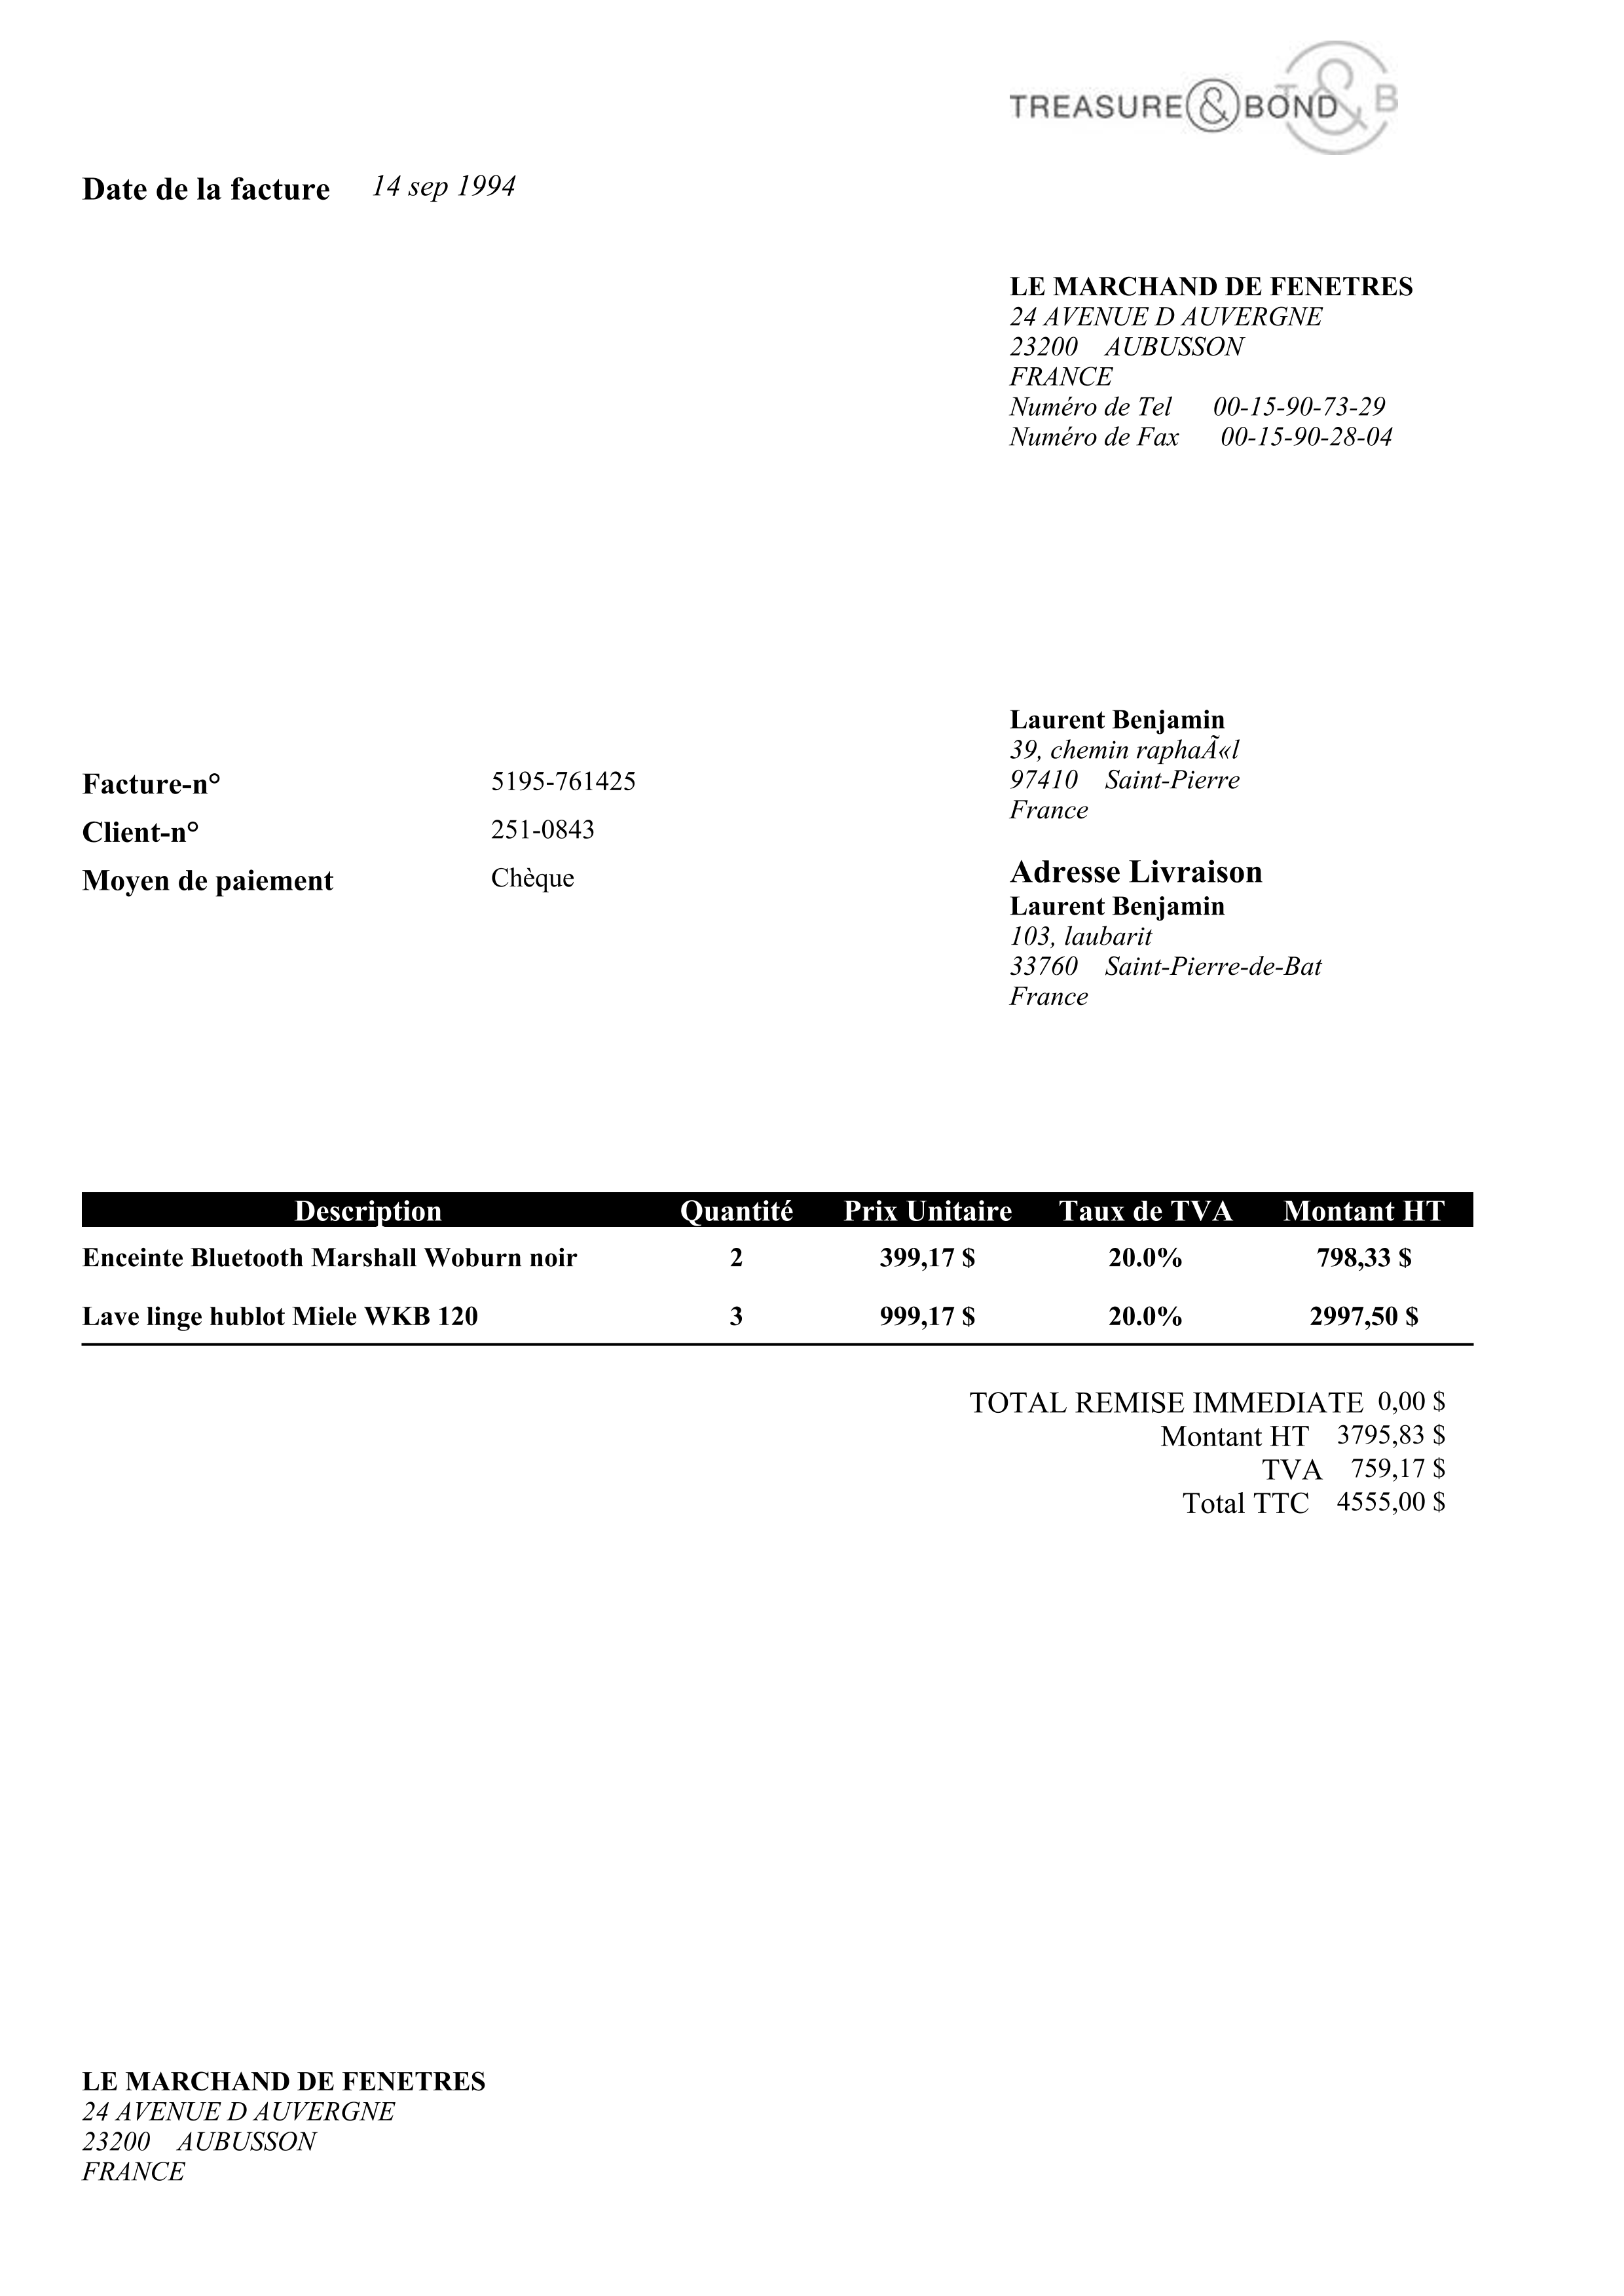 TREASURE & BOND T & B
Date de la facture 14 sep 1994
LE MARCHAND DE FENETRES
24 AVENUE D AUVERGNE
23200 AUBUSSON
FRANCE
Numéro de Tel 00-15-90-73-29
Numéro de Fax 00-15-90-28-04
Laurent Benjamin
39, chemin raphaÃ«l
97410 Saint-Pierre
France
Facture-n° 5195-761425
Client-n° 251-0843
Moyen de paiement Chèque
Adresse Livraison
Laurent Benjamin
103, laubarit
33760 Saint-Pierre-de-Bat
France
Description Quantité Prix Unitaire Taux de TVA Montant HT
Enceinte Bluetooth Marshall Woburn noir 2 399,17 $ 20.0% 798,33 $
Lave linge hublot Miele WKB 120 3 999,17 $ 20.0% 2997,50 $
TOTAL REMISE IMMEDIATE 0,00 $
Montant HT 3795,83 $
TVA 759,17 $
Total TTC 4555,00 $
LE MARCHAND DE FENETRES
24 AVENUE D AUVERGNE
23200 AUBUSSON
FRANCE